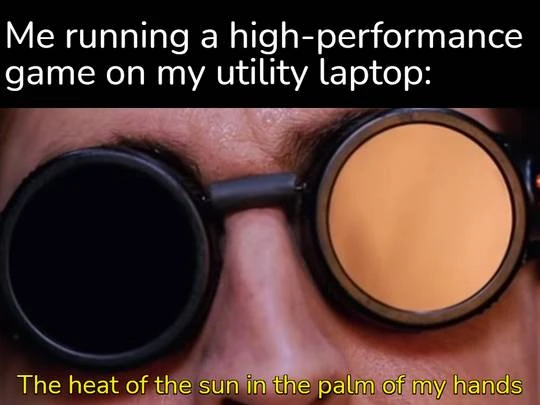 Me running a high-performance
game on my utility laptop:
The heat of the sun in the palm of my hands